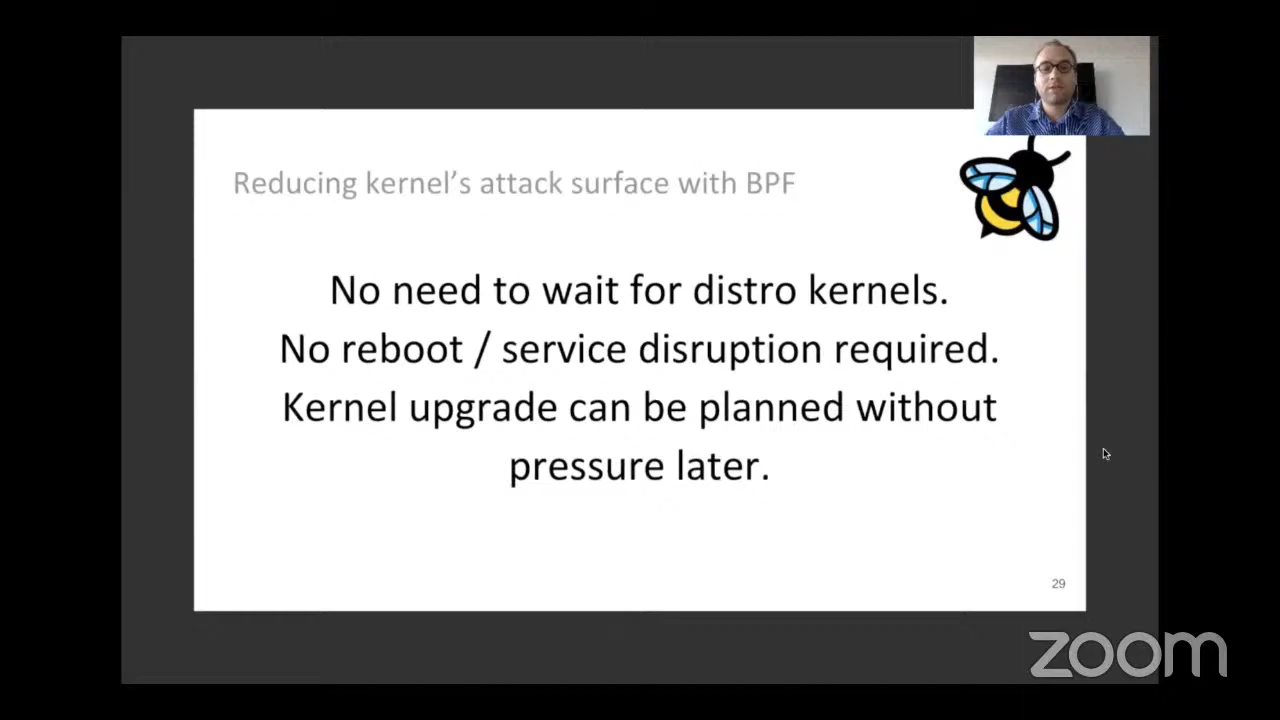 Reducing kernel’s attack surface with BPF
No need to wait for distro kernels.
No reboot / service disruption required.
Kernel upgrade can be planned without
pressure later.
29
zoom